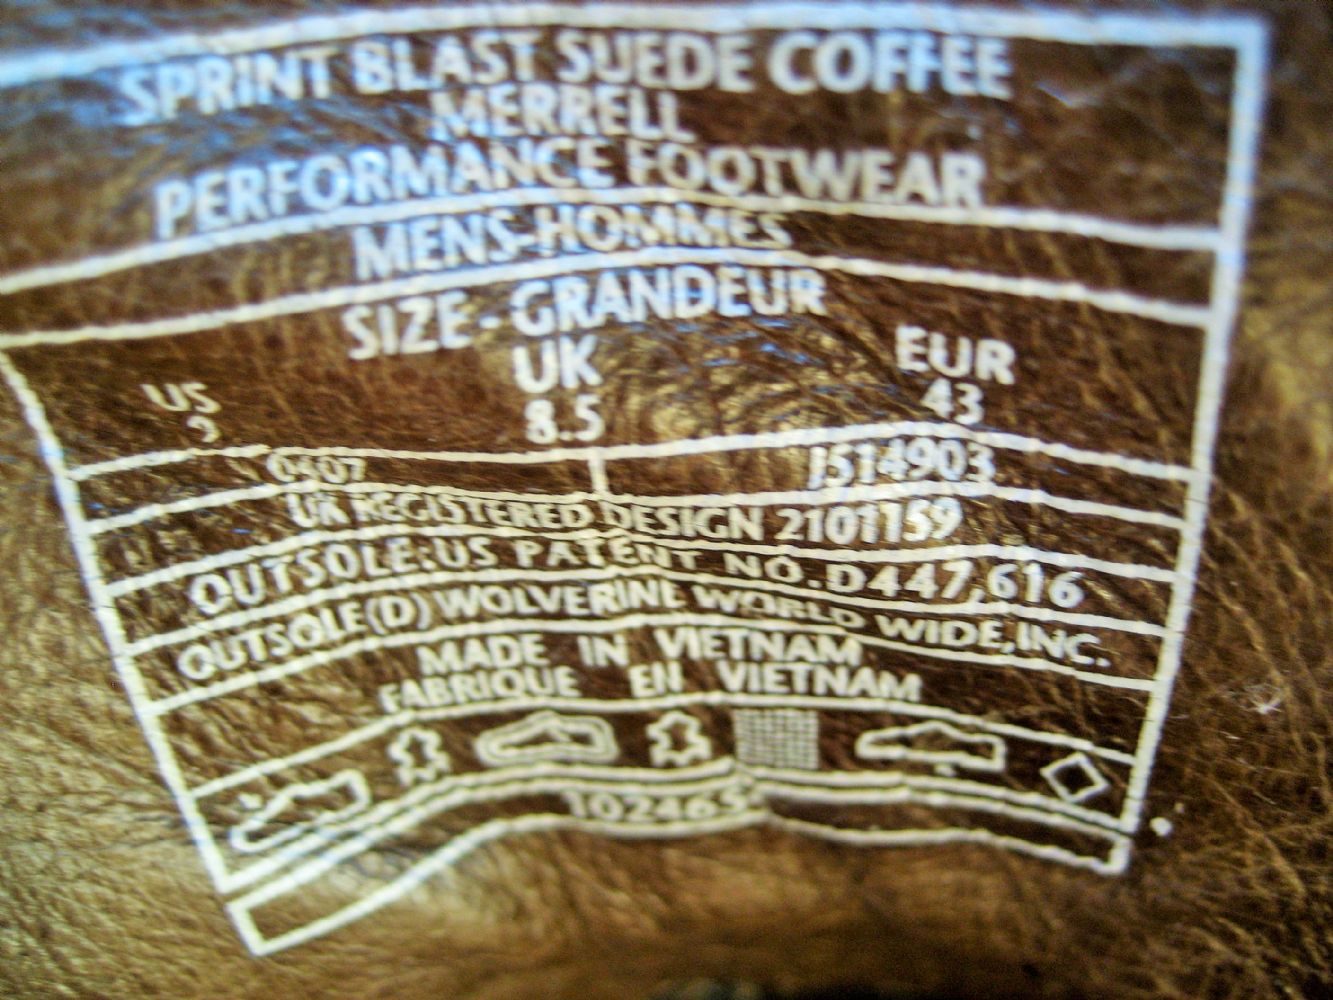 SPRINT BLAST SUEDE COFFEE
MERRELL
PERFORMANCE FOOTWEAR
MENS-HOMMES
SIZE - GRANDEUR
US UK EUR
9 8.5 43
0607 J514903
UK REGISTERED DESIGN 2101159
OUTSOLE:US PATENT NO.D447,616
OUTSOLE(D) WOLVERINE WORLD WIDE,INC.
MADE IN VIETNAM
FABRIQUE EN VIETNAM